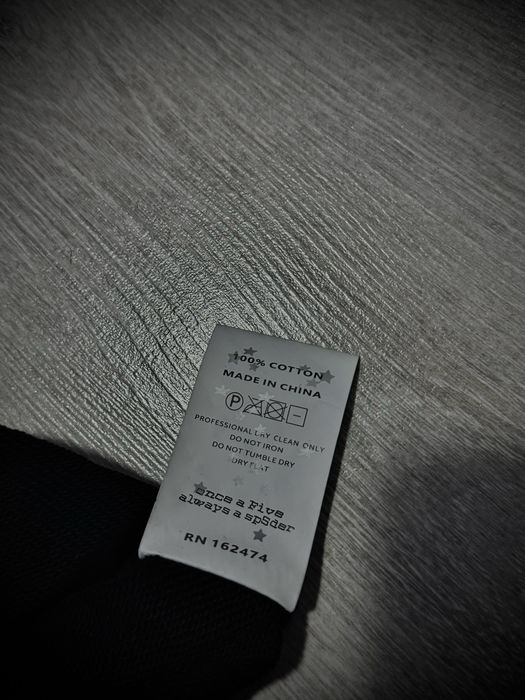 100% COTTON
MADE IN CHINA
P
PROFESSIONAL DRY CLEAN ONLY
DO NOT IRON
DO NOT TUMBLE DRY
DRY FLAT
once a Five
always a sp5der
RN 162474